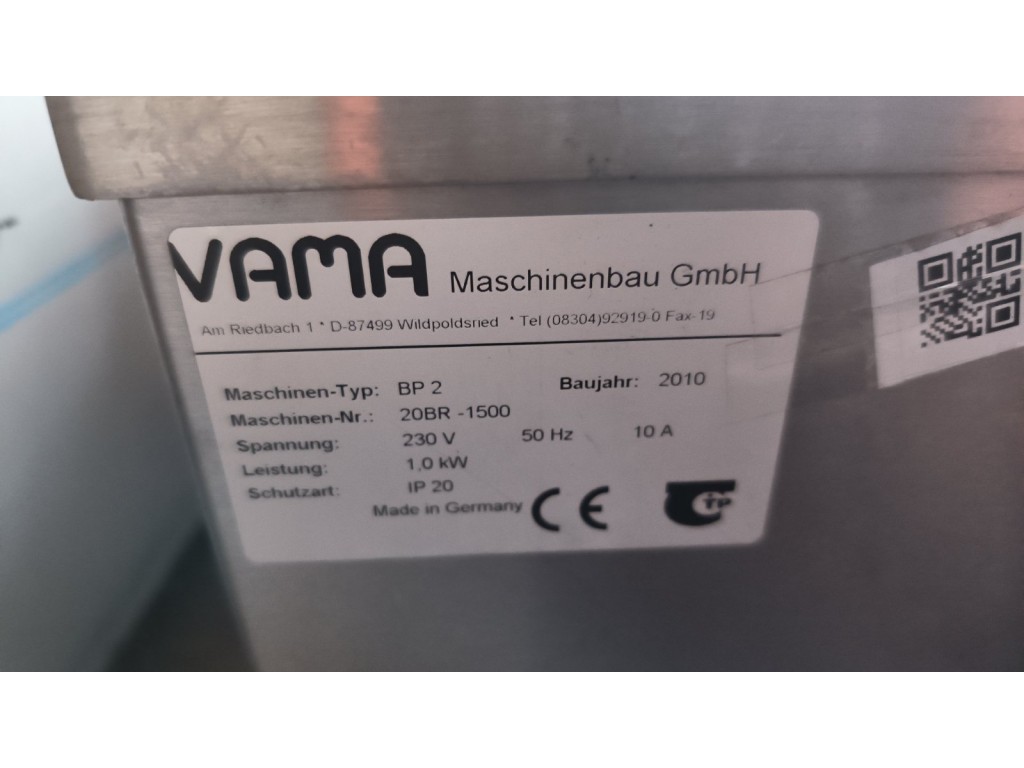 VAMA Maschinenbau GmbH
Am Riedbach 1 * D-87499 Wildpoldsried * Tel (08304)92919-0 Fax-19
Maschinen-Typ: BP 2 Baujahr: 2010
Maschinen-Nr.: 20BR -1500
Spannung: 230 V 50 Hz 10 A
Leistung: 1,0 kW
Schutzart: IP 20
Made in Germany CE CTP